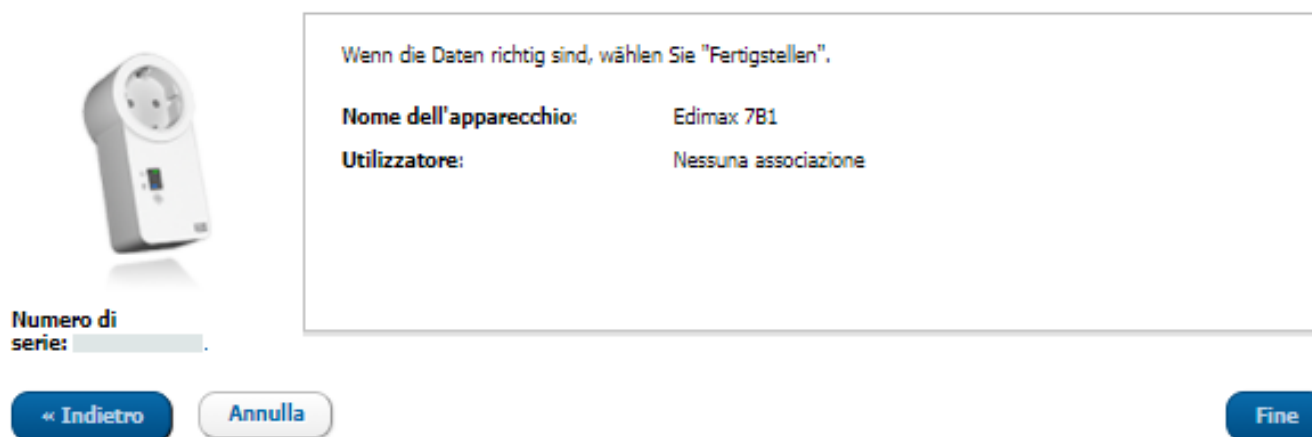 Wenn die Daten richtig sind, wählen Sie "Fertigstellen".
Nome dell'apparecchio: Edimax 7B1
Utilizzatore: Nessuna associazione
Numero di
serie: .
« Indietro
Annulla
Fine